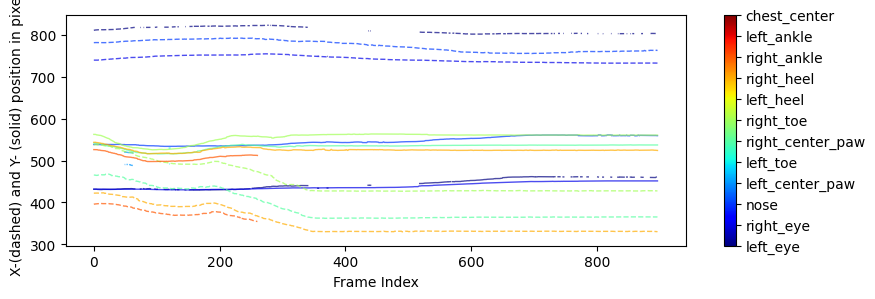 X-(dashed) and Y- (solid) position in pixe
800
700
600
500
400
300
0
200
400
600
800
Frame Index
chest_center
left_ankle
right_ankle
right_heel
left_heel
right_toe
right_center_paw
left_toe
left_center_paw
nose
right_eye
left_eye